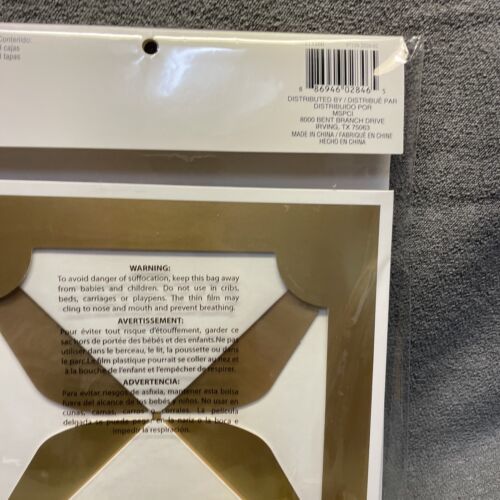 Contenido:
cajas
tapas
86946 02846
DISTRIBUTED BY / DISTRIBUÉ PAR
DISTRIBUIDO POR
MSPCI
8000 BENT BRANCH DRIVE
IRVING, TX 75063
MADE IN CHINA / FABRIQUÉ EN CHINE
HECHO EN CHINA
WARNING:
To avoid danger of suffocation, keep this bag away
from babies and children. Do not use in cribs,
beds, carriages or playpens. The thin film may
cling to nose and mouth and prevent breathing.
AVERTISSEMENT:
Pour éviter tout risque d'étouffement, garder ce
sac hors de portée des bébés et des enfants. Ne pas
utiliser dans le berceau, le lit, la poussette ou dans
le parc. Le film plastique pourrait se coller au nez et
à la bouche de l'enfant et l'empêcher de respirer.
ADVERTENCIA:
Para evitar riesgos de asfixia, mantener esta bolsa
fuera del alcance de los bebés y niños. No usar en
cunas, camas, carros o corrales. La película
delgada se puede pegar en la nariz o la boca e
impedir la respiración.